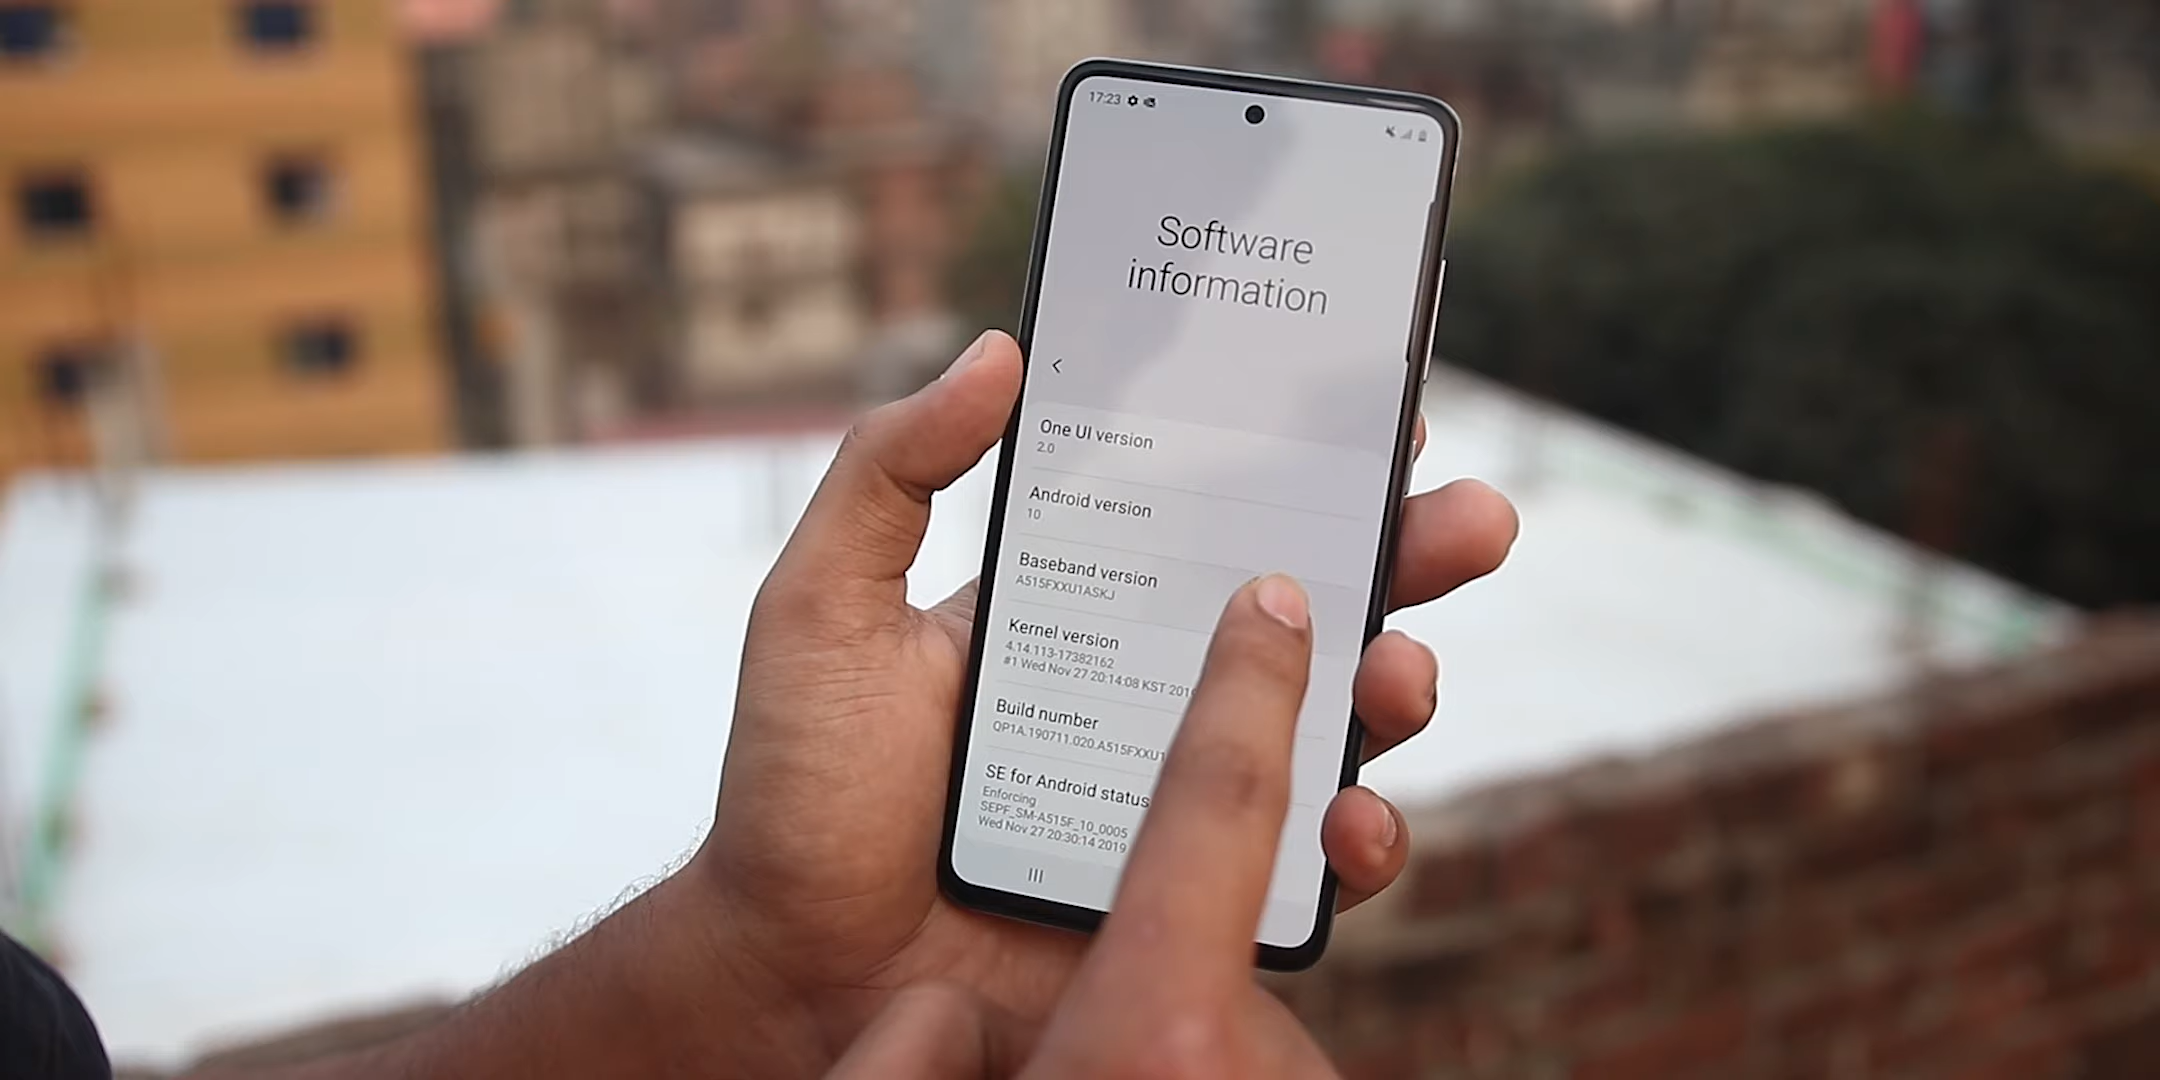 17:23
Software
information
One UI version
2.0
Android version
10
Baseband version
A515FXXU1ASKJ
Kernel version
4.14.113-17382162
#1 Wed Nov 27 20:14:08 KST 201
Build number
QP1A.190711.020.A515FXXU1
SE for Android status
Enforcing
SEPF_SM-A515F_10_0005
Wed Nov 27 20:30:14 2019